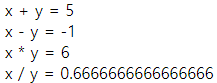 x + y = 5
x - y = -1
x * y = 6
x / y = 0.6666666666666666